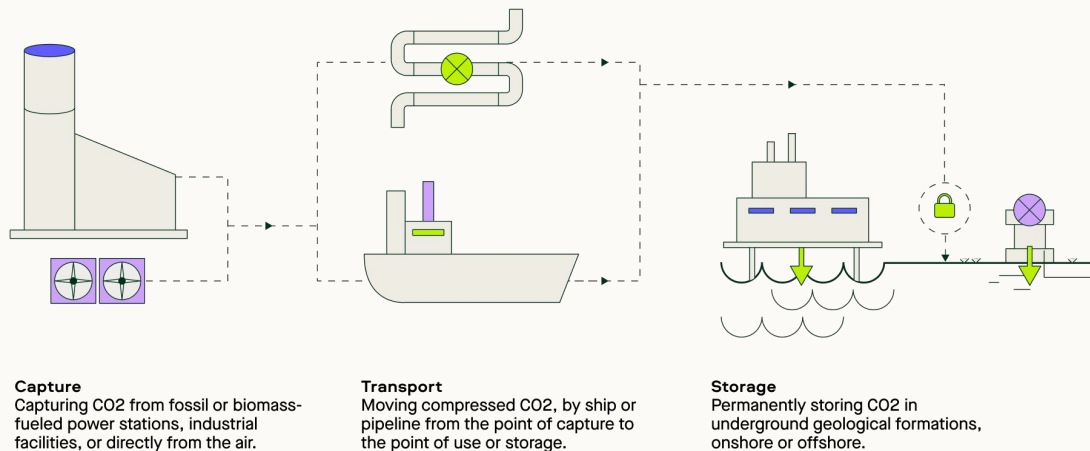 Capture
Capturing CO2 from fossil or biomass-
fueled power stations, industrial
facilities, or directly from the air.
Transport
Moving compressed CO2, by ship or
pipeline from the point of capture to
the point of use or storage.
Storage
Permanently storing CO2 in
underground geological formations,
onshore or offshore.